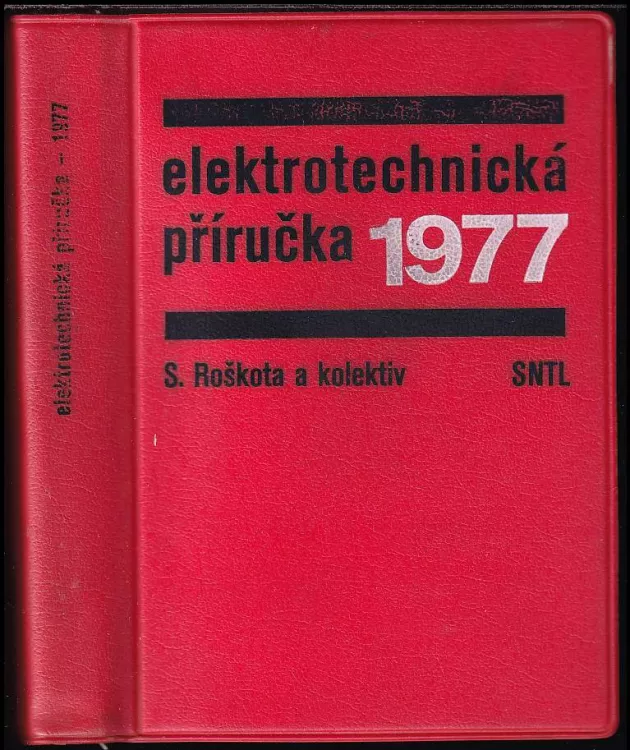 elektrotechnická příručka – 1977
elektrotechnická
příručka 1977
S. Roškota a kolektiv SNTL